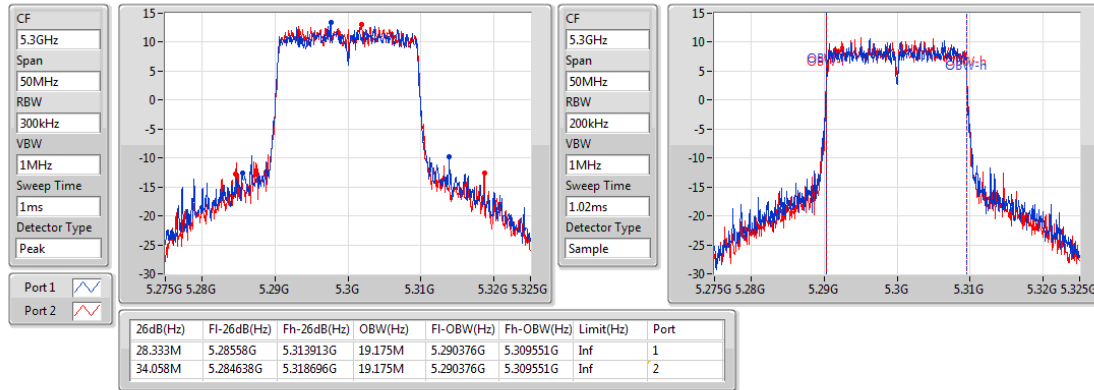 CF
5.3GHz
Span
50MHz
RBW
300kHz
VBW
1MHz
Sweep Time
1ms
Detector Type
Peak
Port 1
Port 2
15
10
5
0
-5
-10
-15
-20
-25
-30
5.275G 5.28G 5.29G 5.3G 5.31G 5.32G 5.325G
CF
5.3GHz
Span
50MHz
RBW
200kHz
VBW
1MHz
Sweep Time
1.02ms
Detector Type
Sample
15
10
5
0
-5
-10
-15
-20
-25
-30
OBW-h
5.275G 5.28G 5.29G 5.3G 5.31G 5.32G 5.325G
26dB(Hz) Fl-26dB(Hz) Fh-26dB(Hz) OBW(Hz) Fl-OBW(Hz) Fh-OBW(Hz) Limit(Hz) Port
28.333M 5.28558G 5.313913G 19.175M 5.290376G 5.309551G Inf 1
34.058M 5.284638G 5.318696G 19.175M 5.290376G 5.309551G Inf 2